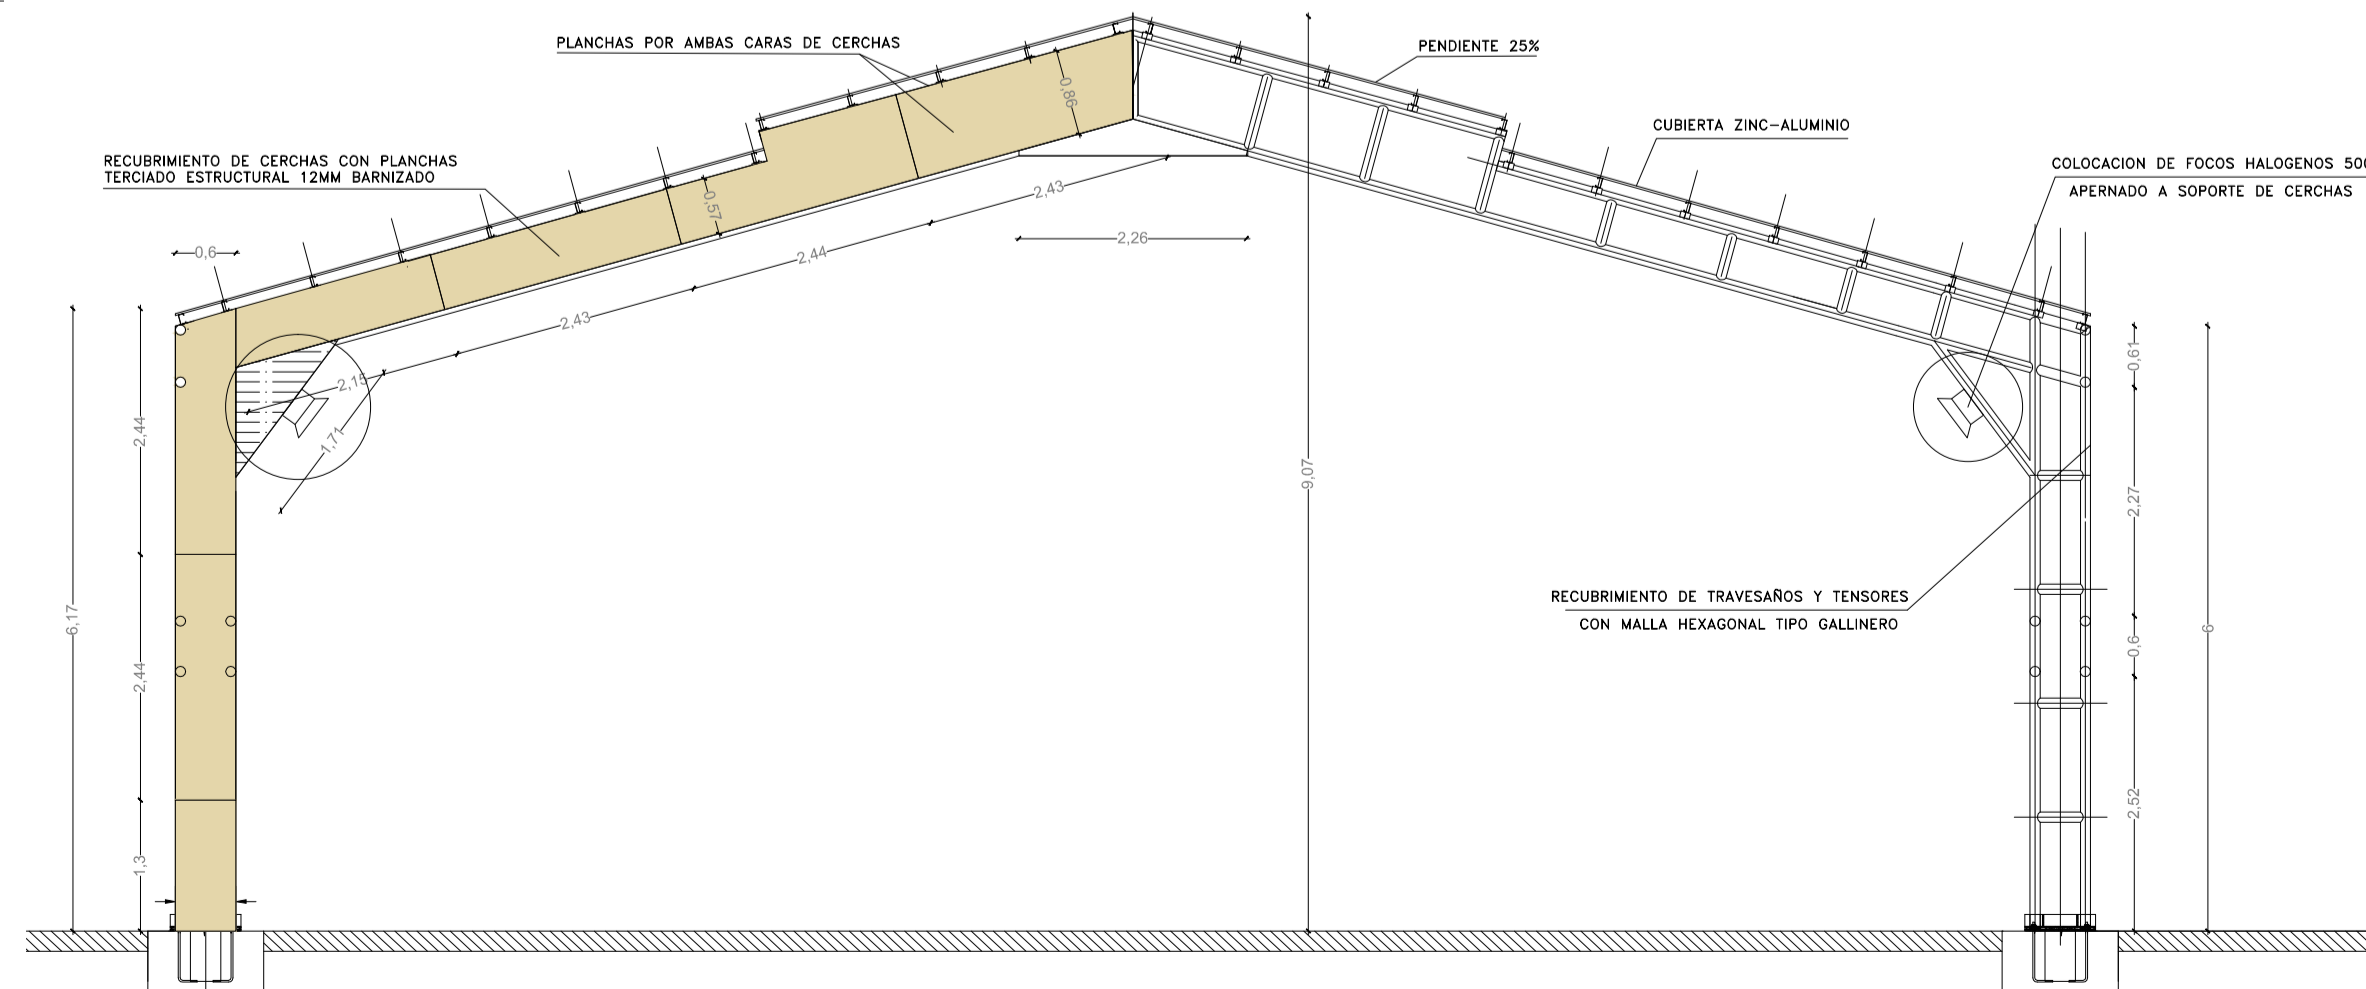 PLANCHAS POR AMBAS CARAS DE CERCHAS
PENDIENTE 25%
CUBIERTA ZINC-ALUMINIO
RECUBRIMIENTO DE CERCHAS CON PLANCHAS
TERCIADO ESTRUCTURAL 12MM BARNIZADO
COLOCACION DE FOCOS HALOGENOS 500
APERNADO A SOPORTE DE CERCHAS
0,86
0,57
2,43
2,44
2,43
2,15
1,71
2,26
0,6
9,07
6,17
2,44
2,44
1,3
0,61
2,27
0,6
2,52
6
RECUBRIMIENTO DE TRAVESAÑOS Y TENSORES
CON MALLA HEXAGONAL TIPO GALLINERO